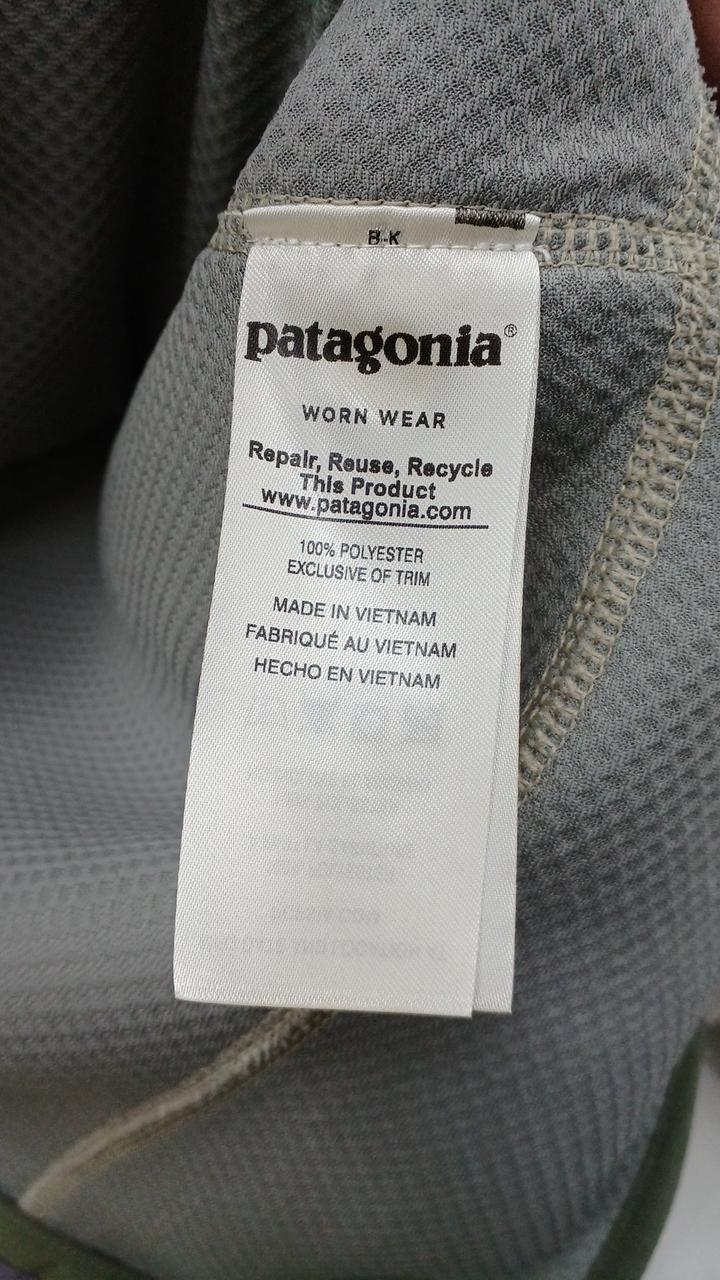 B-K
patagonia®
WORN WEAR
Repair, Reuse, Recycle
This Product
www.patagonia.com
100% POLYESTER
EXCLUSIVE OF TRIM
MADE IN VIETNAM
FABRIQUÉ AU VIETNAM
HECHO EN VIETNAM